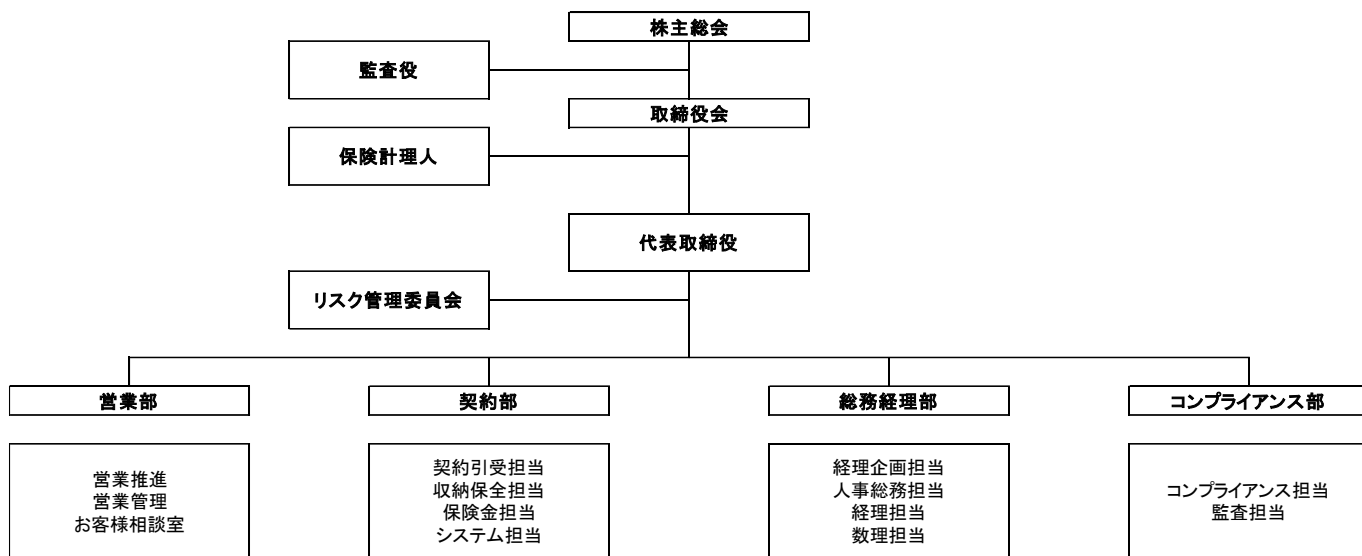 株主総会
監査役
取締役会
保険計理人
代表取締役
リスク管理委員会
営業部
契約部
総務経理部
コンプライアンス部
営業推進
営業管理
お客様相談室
契約引受担当
収納保全担当
保険金担当
システム担当
経理企画担当
人事総務担当
経理担当
数理担当
コンプライアンス担当
監査担当